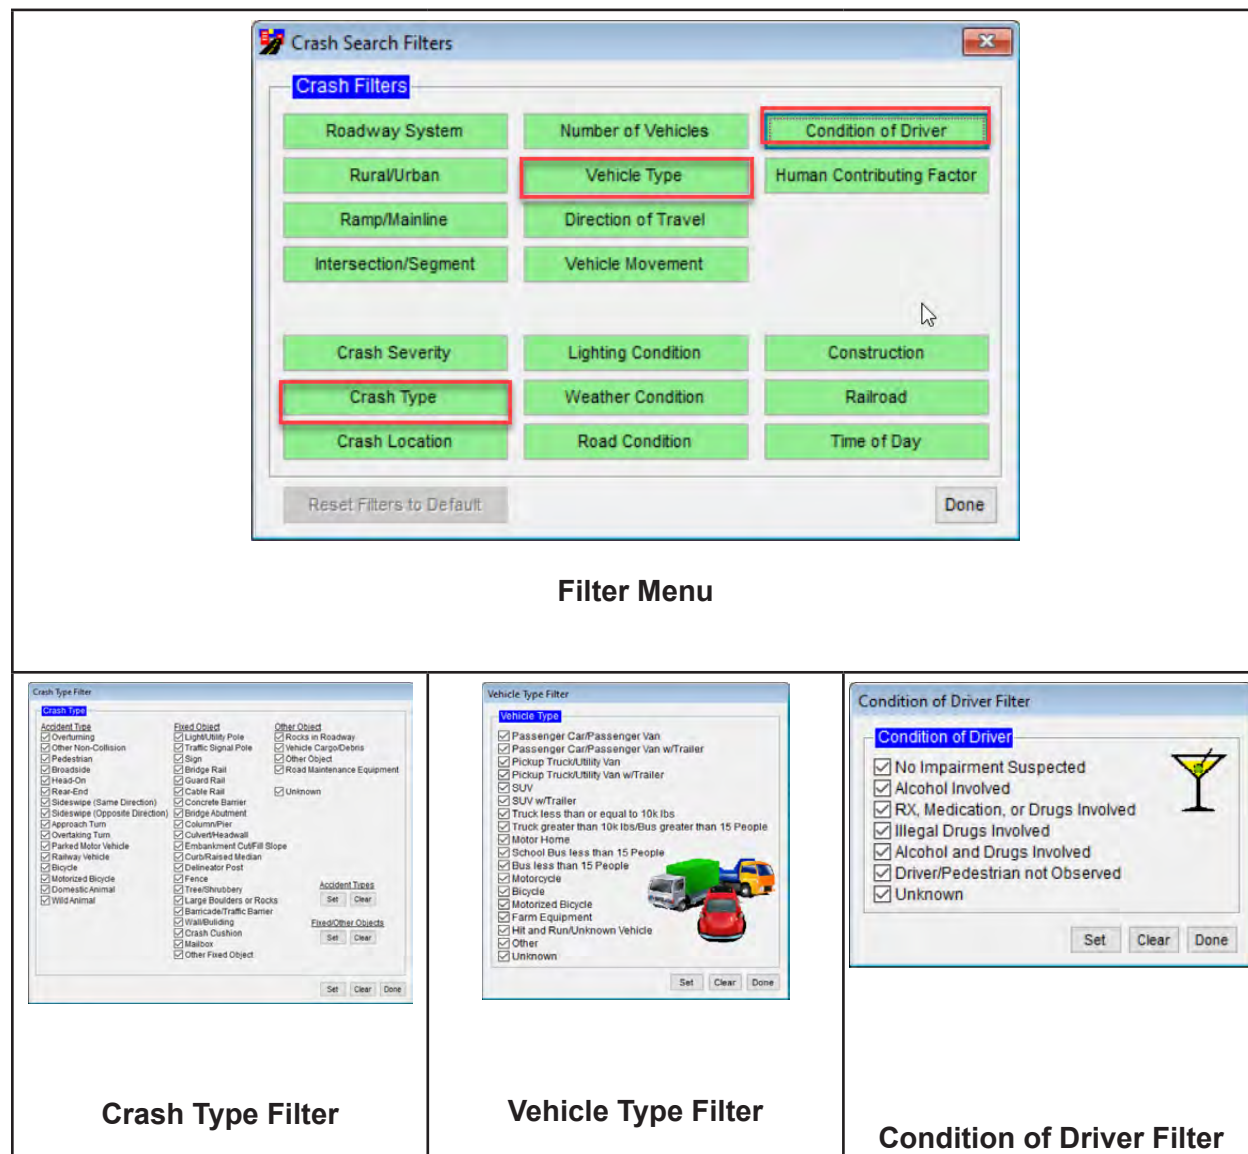 Crash Search Filters
Crash Filters
Roadway System
Number of Vehicles
Condition of Driver
Rural/Urban
Vehicle Type
Human Contributing Factor
Ramp/Mainline
Direction of Travel
Intersection/Segment
Vehicle Movement
Crash Severity
Lighting Condition
Construction
Crash Type
Weather Condition
Railroad
Crash Location
Road Condition
Time of Day
Reset Filters to Default
Done
Filter Menu
Crash Type Filter
Crash Type
Accident Type
Overturning
Other Non-Collision
Pedestrian
Broadside
Head-On
Rear-End
Sideswipe (Same Direction)
Sideswipe (Opposite Direction)
Approach Turn
Overtaking Turn
Parked Motor Vehicle
Railway Vehicle
Bicycle
Motorized Bicycle
Domestic Animal
Wild Animal
Fixed Object
Light/Utility Pole
Traffic Signal Pole
Sign
Bridge Rail
Guard Rail
Cable Rail
Concrete Barrier
Bridge Abutment
Column/Pier
Culvert/Headwall
Embankment Cut/Fill Slope
Curb/Raised Median
Delineator Post
Fence
Tree/Shrubbery
Large Boulders or Rocks
Barricade/Traffic Barrier
Wall/Building
Crash Cushion
Mailbox
Other Fixed Object
Other Object
Rocks in Roadway
Vehicle Cargo/Debris
Other Object
Road Maintenance Equipment
Unknown
Accident Types
Set Clear
Fixed/Other Objects
Set Clear
Set Clear Done
Crash Type Filter
Vehicle Type Filter
Vehicle Type
Passenger Car/Passenger Van
Passenger Car/Passenger Van w/Trailer
Pickup Truck/Utility Van
Pickup Truck/Utility Van w/Trailer
SUV
SUV w/Trailer
Truck less than or equal to 10k lbs
Truck greater than 10k lbs/Bus greater than 15 People
Motor Home
School Bus less than 15 People
Bus less than 15 People
Motorcycle
Bicycle
Motorized Bicycle
Farm Equipment
Hit and Run/Unknown Vehicle
Other
Unknown
Set Clear Done
Vehicle Type Filter
Condition of Driver Filter
Condition of Driver
No Impairment Suspected
Alcohol Involved
RX, Medication, or Drugs Involved
Illegal Drugs Involved
Alcohol and Drugs Involved
Driver/Pedestrian not Observed
Unknown
Set Clear Done
Condition of Driver Filter